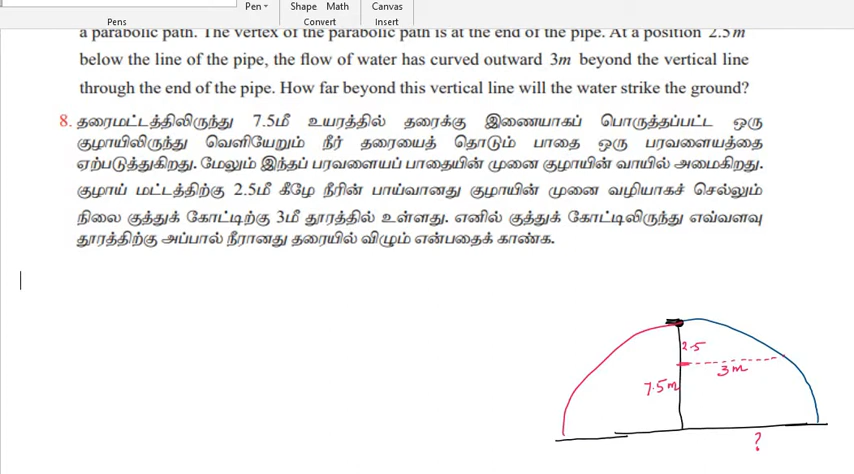 Pen
Shape
Math
Canvas
Pens
Convert
Insert
a parabolic path. The vertex of the parabolic path is at the end of the pipe. At a position 2.5m
below the line of the pipe, the flow of water has curved outward 3m beyond the vertical line
through the end of the pipe. How far beyond this vertical line will the water strike the ground?
8. தரைமட்டத்திலிருந்து 7.5மீ உயரத்தில் தரைக்கு இணையாகப் பொருத்தப்பட்ட ஒரு
குழாயிலிருந்து வெளியேறும் நீர் தரையைத் தொடும் பாதை ஒரு பரவளையத்தை
ஏற்படுத்துகிறது. மேலும் இந்தப் பரவளையப் பாதையின் முனை குழாயின் வாயில் அமைகிறது.
குழாய் மட்டத்திற்கு 2.5மீ கீழே நீரின் பாய்வானது குழாயின் முனை வழியாகச் செல்லும்
நிலை குத்துக் கோட்டிற்கு 3மீ தூரத்தில் உள்ளது. எனில் குத்துக் கோட்டிலிருந்து எவ்வளவு
தூரத்திற்கு அப்பால் நீரானது தரையில் விழும் என்பதைக் காண்க.
2.5
3m
7.5m
?